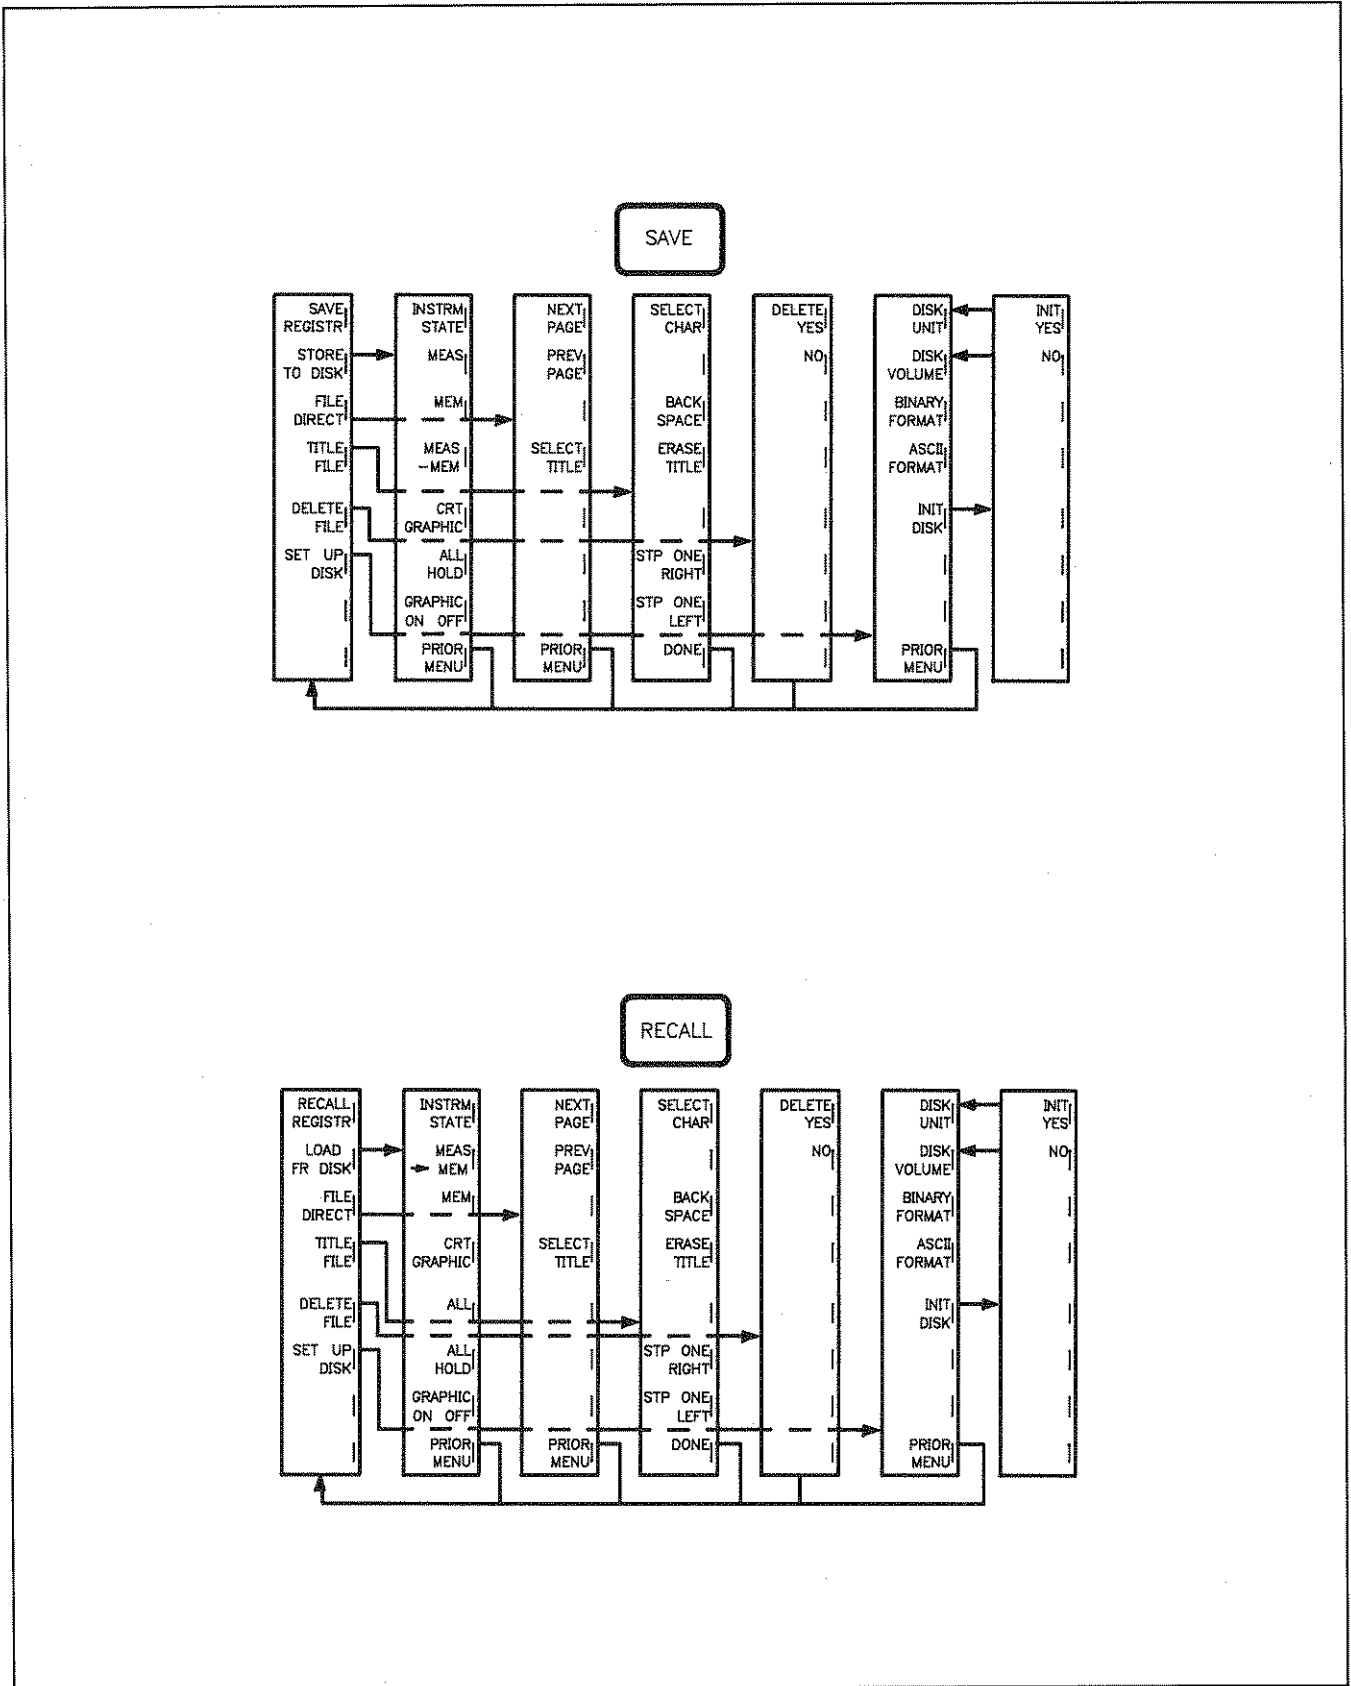 SAVE
SAVE
REGISTR
STORE
TO DISK
FILE
DIRECT
TITLE
FILE
DELETE
FILE
SET UP
DISK
INSTRM
STATE
MEAS
MEM
MEAS
-MEM
CRT
GRAPHIC
ALL
HOLD
GRAPHIC
ON OFF
PRIOR
MENU
NEXT
PAGE
PREV
PAGE
SELECT
TITLE
PRIOR
MENU
SELECT
CHAR
BACK
SPACE
ERASE
TITLE
STP ONE
RIGHT
STP ONE
LEFT
DONE
DELETE
YES
NO
DISK
UNIT
DISK
VOLUME
BINARY
FORMAT
ASCII
FORMAT
INIT
DISK
PRIOR
MENU
INIT
YES
NO
RECALL
RECALL
REGISTR
LOAD
FR DISK
FILE
DIRECT
TITLE
FILE
DELETE
FILE
SET UP
DISK
INSTRM
STATE
MEAS
→ MEM
MEM
CRT
GRAPHIC
ALL
ALL
HOLD
GRAPHIC
ON OFF
PRIOR
MENU
NEXT
PAGE
PREV
PAGE
SELECT
TITLE
PRIOR
MENU
SELECT
CHAR
BACK
SPACE
ERASE
TITLE
STP ONE
RIGHT
STP ONE
LEFT
DONE
DELETE
YES
NO
DISK
UNIT
DISK
VOLUME
BINARY
FORMAT
ASCII
FORMAT
INIT
DISK
PRIOR
MENU
INIT
YES
NO